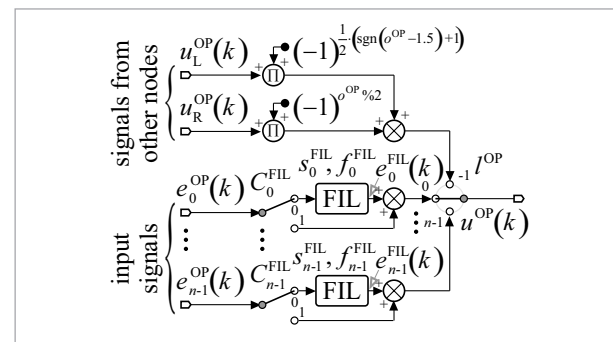 signals from other nodes
u_L^OP(k)
(−1)^{1/2·(sgn(o^OP −1.5)+1)}
+ Π +
u_R^OP(k)
(−1)^{o^OP %2}
+ Π +
+ +
input signals
e_0^OP(k) C_0^FIL s_0^FIL, f_0^FIL e_0^FIL(k)
0 FIL + +
1
-1 l^OP
0
n-1
u^OP(k)
e_{n-1}^OP(k) C_{n-1}^FIL s_{n-1}^FIL, f_{n-1}^FIL e_{n-1}^FIL(k)
0 FIL + +
1